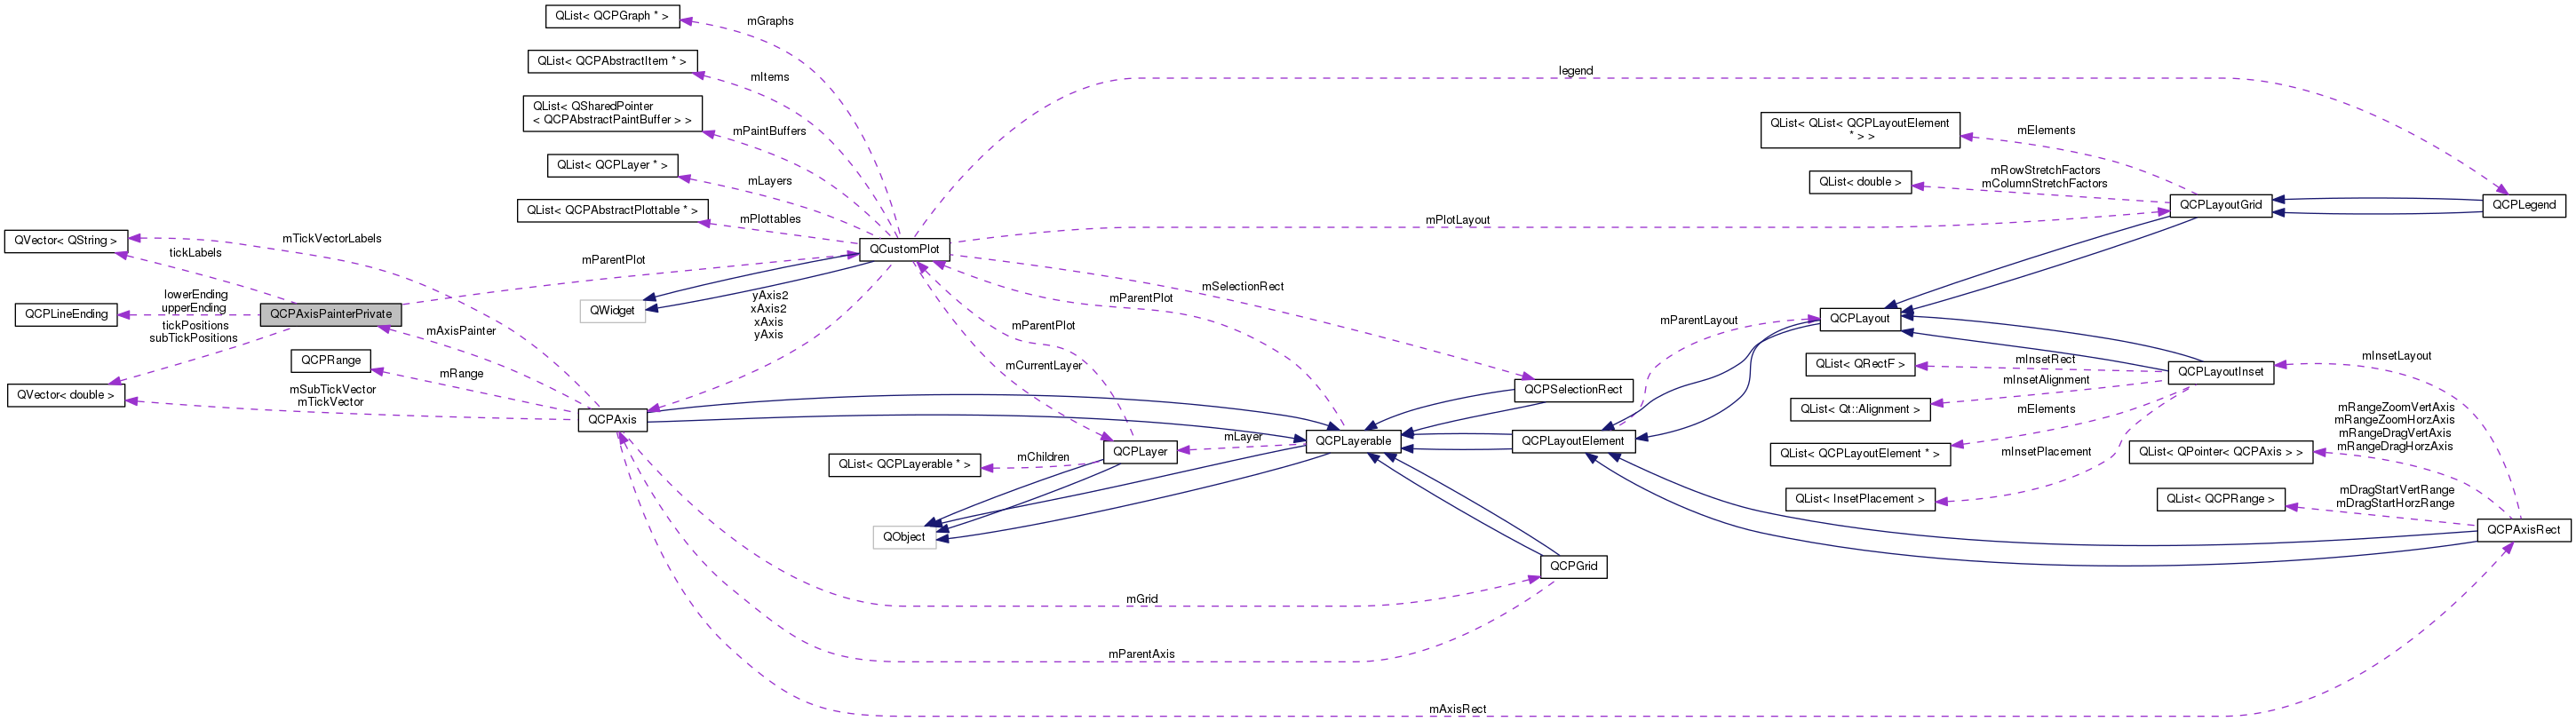 QList< QCPGraph * >
mGraphs
QList< QCPAbstractItem * >
mItems
legend
QList< QSharedPointer
< QCPAbstractPaintBuffer > >
mPaintBuffers
QList< QList< QCPLayoutElement
* > >
mElements
QList< QCPLayer * >
mLayers
QList< double >
mRowStretchFactors
mColumnStretchFactors
QList< QCPAbstractPlottable * >
mPlottables
mPlotLayout
QCPLayoutGrid
QCPLegend
QVector< QString >
mTickVectorLabels
tickLabels
QCustomPlot
mParentPlot
mSelectionRect
mParentPlot
QCPLineEnding
lowerEnding
upperEnding
QCPAxisPainterPrivate
QWidget
yAxis2
xAxis2
xAxis
yAxis
mParentPlot
mParentLayout
QCPLayout
tickPositions
subTickPositions
mAxisPainter
QCPRange
mRange
mCurrentLayer
QList< QRectF >
mInsetRect
QCPLayoutInset
mInsetLayout
QVector< double >
mSubTickVector
mTickVector
QCPSelectionRect
mInsetAlignment
QList< Qt::Alignment >
mElements
QCPAxis
QCPLayerable
QCPLayoutElement
mLayer
QCPLayer
mRangeZoomVertAxis
mRangeZoomHorzAxis
mRangeDragVertAxis
mRangeDragHorzAxis
QList< QCPLayerable * >
mChildren
QList< QCPLayoutElement * >
mInsetPlacement
QList< QPointer< QCPAxis > >
QList< InsetPlacement >
QList< QCPRange >
mDragStartVertRange
mDragStartHorzRange
QObject
QCPAxisRect
QCPGrid
mGrid
mParentAxis
mAxisRect